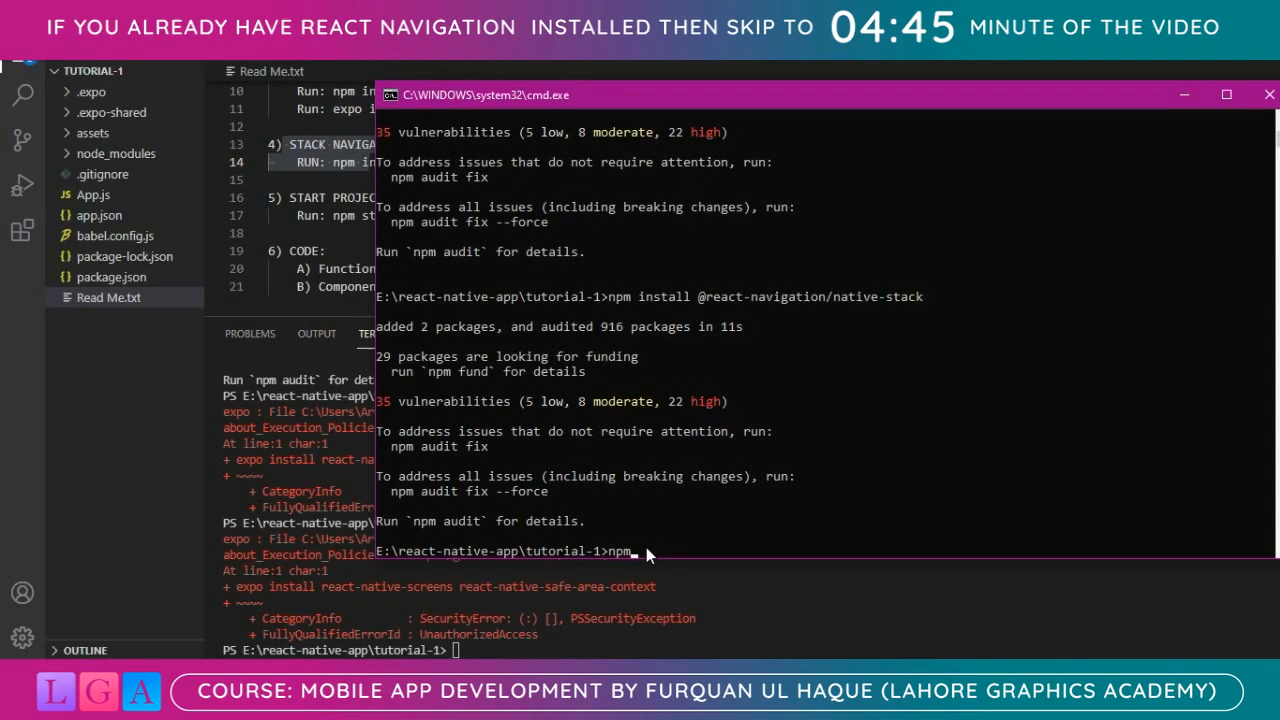 IF YOU ALREADY HAVE REACT NAVIGATION INSTALLED THEN SKIP TO 04:45 MINUTE OF THE VIDEO
TUTORIAL-1
.expo
.expo-shared
assets
node_modules
.gitignore
App.js
app.json
babel.config.js
package-lock.json
package.json
Read Me.txt
OUTLINE
Read Me.txt
10 Run: npm in
11 Run: expo i
12
13 4) STACK NAVIGA
14 RUN: npm in
15
16 5) START PROJEC
17 Run: npm st
18
19 6) CODE:
20 A) Function
21 B) Componen
PROBLEMS OUTPUT TER
Run `npm audit` for det
PS E:\react-native-app\
expo : File C:\Users\Ar
about_Execution_Policie
At line:1 char:1
+ expo install react-na
+ ~~~~
+ CategoryInfo
+ FullyQualifiedEr
PS E:\react-native-app\
expo : File C:\Users\Ar
about_Execution_Policie
At line:1 char:1
+ expo install react-native-screens react-native-safe-area-context
+ ~~~~
+ CategoryInfo : SecurityError: (:) [], PSSecurityException
+ FullyQualifiedErrorId : UnauthorizedAccess
PS E:\react-native-app\tutorial-1>
C:\WINDOWS\system32\cmd.exe
35 vulnerabilities (5 low, 8 moderate, 22 high)
To address issues that do not require attention, run:
npm audit fix
To address all issues (including breaking changes), run:
npm audit fix --force
Run `npm audit` for details.
E:\react-native-app\tutorial-1>npm install @react-navigation/native-stack
added 2 packages, and audited 916 packages in 11s
29 packages are looking for funding
run `npm fund` for details
35 vulnerabilities (5 low, 8 moderate, 22 high)
To address issues that do not require attention, run:
npm audit fix
To address all issues (including breaking changes), run:
npm audit fix --force
Run `npm audit` for details.
E:\react-native-app\tutorial-1>npm_
LGA
COURSE: MOBILE APP DEVELOPMENT BY FURQUAN UL HAQUE (LAHORE GRAPHICS ACADEMY)